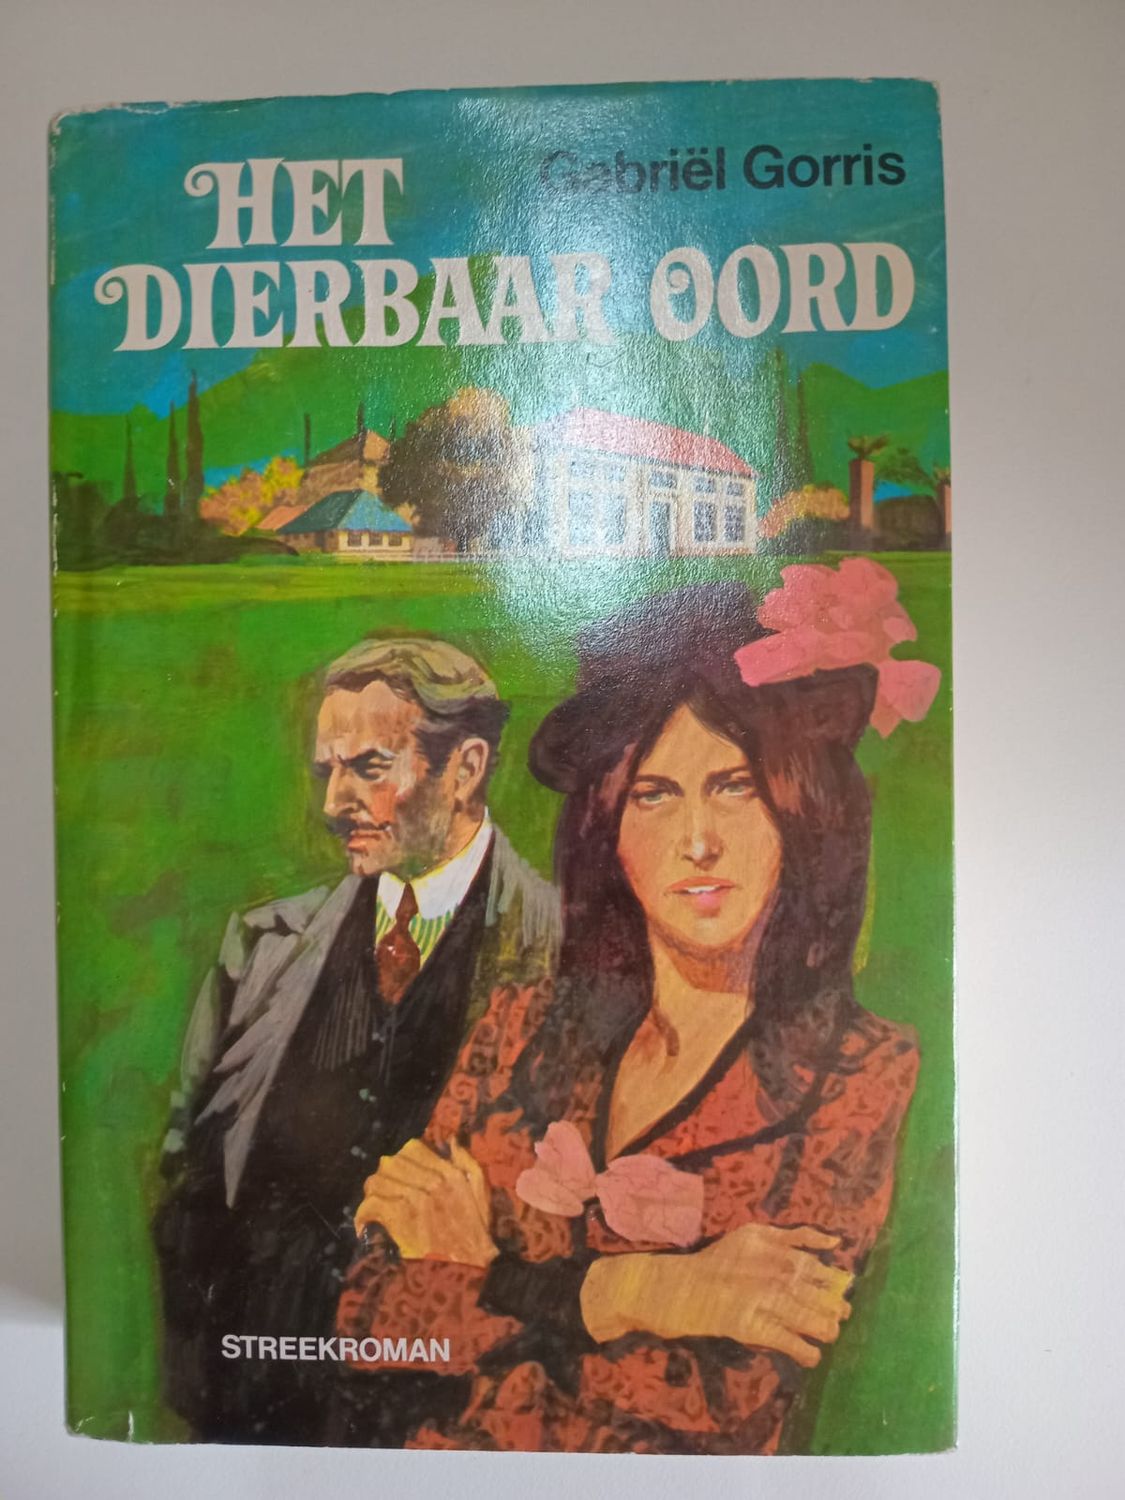 Gabriël Gorris
HET
DIERBAAR OORD
STREEKROMAN